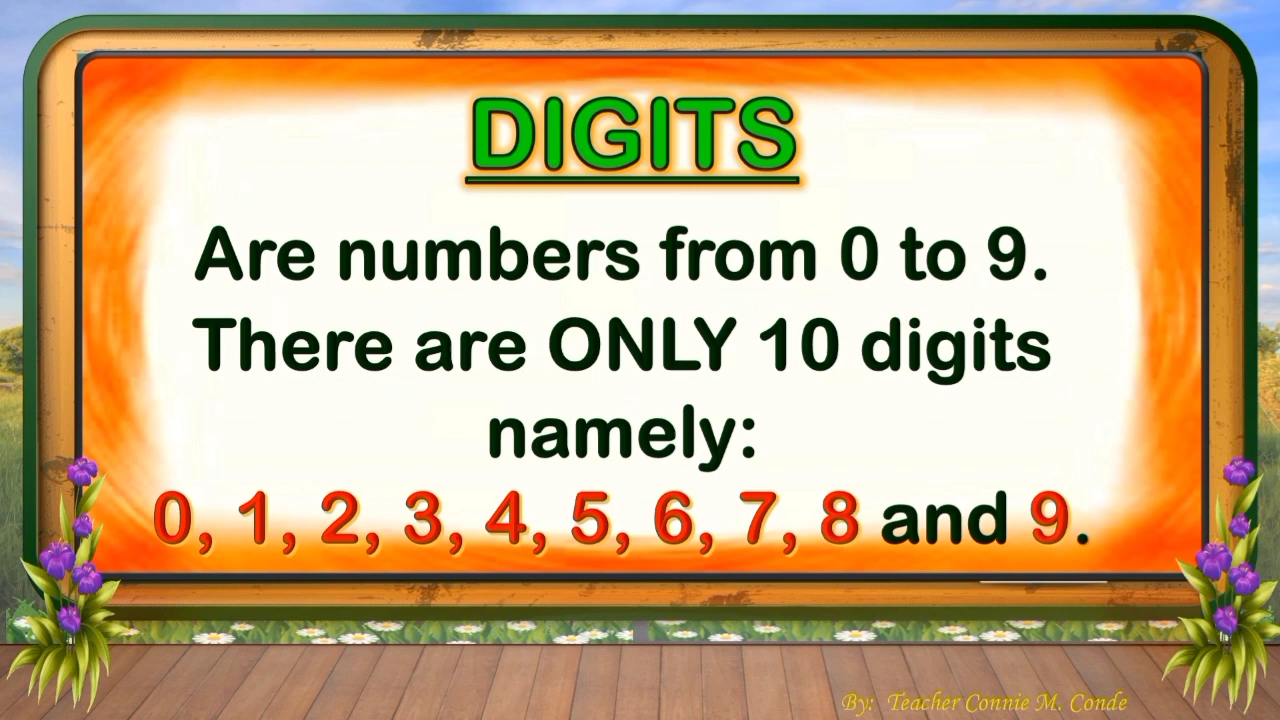 DIGITS
Are numbers from 0 to 9.
There are ONLY 10 digits
namely:
0, 1, 2, 3, 4, 5, 6, 7, 8 and 9.
By: Teacher Connie M. Conde